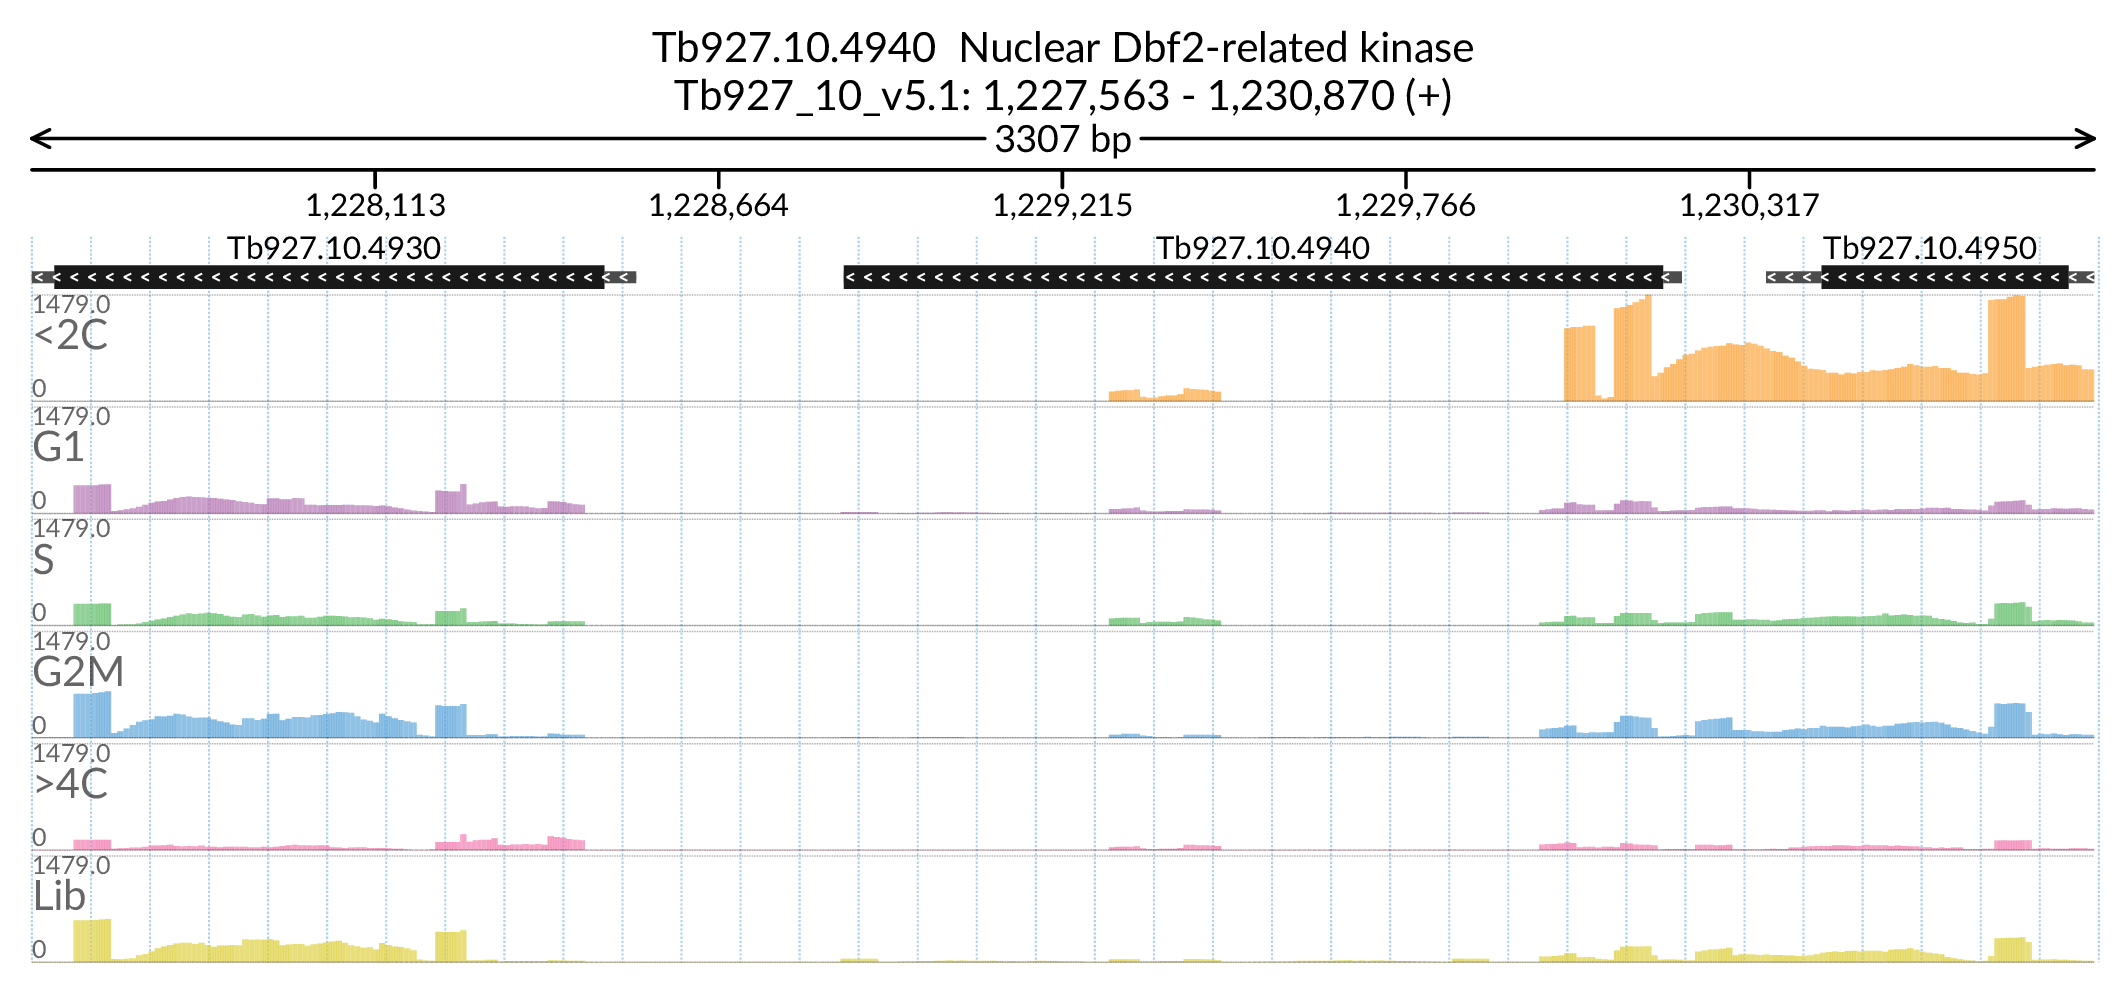 Tb927.10.4940  Nuclear Dbf2-related kinase
Tb927_10_v5.1: 1,227,563 - 1,230,870 (+)
3307 bp
1,228,113 1,228,664 1,229,215 1,229,766 1,230,317
Tb927.10.4930 Tb927.10.4940 Tb927.10.4950
1479.0
<2C
0
1479.0
G1
0
1479.0
S
0
1479.0
G2M
0
1479.0
>4C
0
1479.0
Lib
0